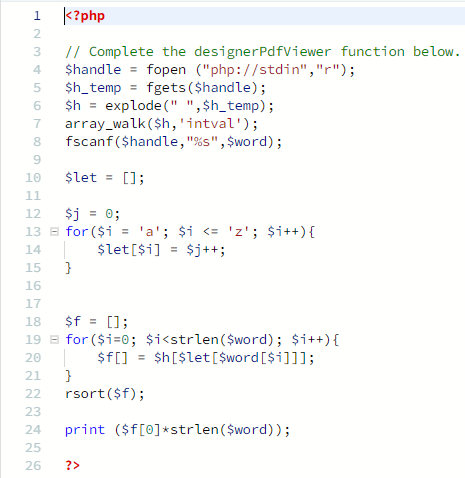 1 <?php
2
3 // Complete the designerPdfViewer function below.
4 $handle = fopen ("php://stdin","r");
5 $h_temp = fgets($handle);
6 $h = explode(" ",$h_temp);
7 array_walk($h,'intval');
8 fscanf($handle,"%s",$word);
9
10 $let = [];
11
12 $j = 0;
13 for($i = 'a'; $i <= 'z'; $i++){
14     $let[$i] = $j++;
15 }
16
17
18 $f = [];
19 for($i=0; $i<strlen($word); $i++){
20     $f[] = $h[$let[$word[$i]]];
21 }
22 rsort($f);
23
24 print ($f[0]*strlen($word));
25
26 ?>